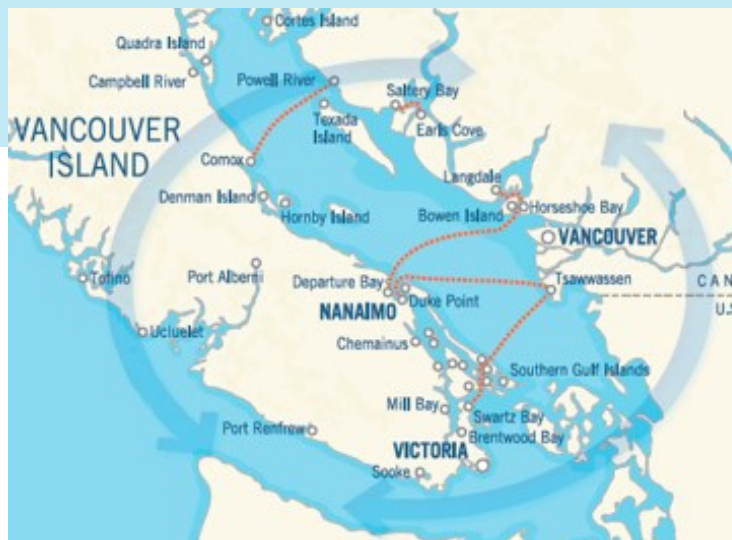 Cortes Island
Quadra Island
Campbell River
Powell River
Saltery Bay
VANCOUVER
ISLAND
Texada
Island
Earls Cove
Comox
Langdale
Denman Island
Hornby Island
Bowen Island
Horseshoe Bay
VANCOUVER
Tofino
Port Alberni
Departure Bay
Tsawwassen
CAN
NANAIMO
Duke Point
U.S
Ucluelet
Chemainus
Southern Gulf Islands
Mill Bay
Swartz Bay
Port Renfrew
Brentwood Bay
VICTORIA
Sooke